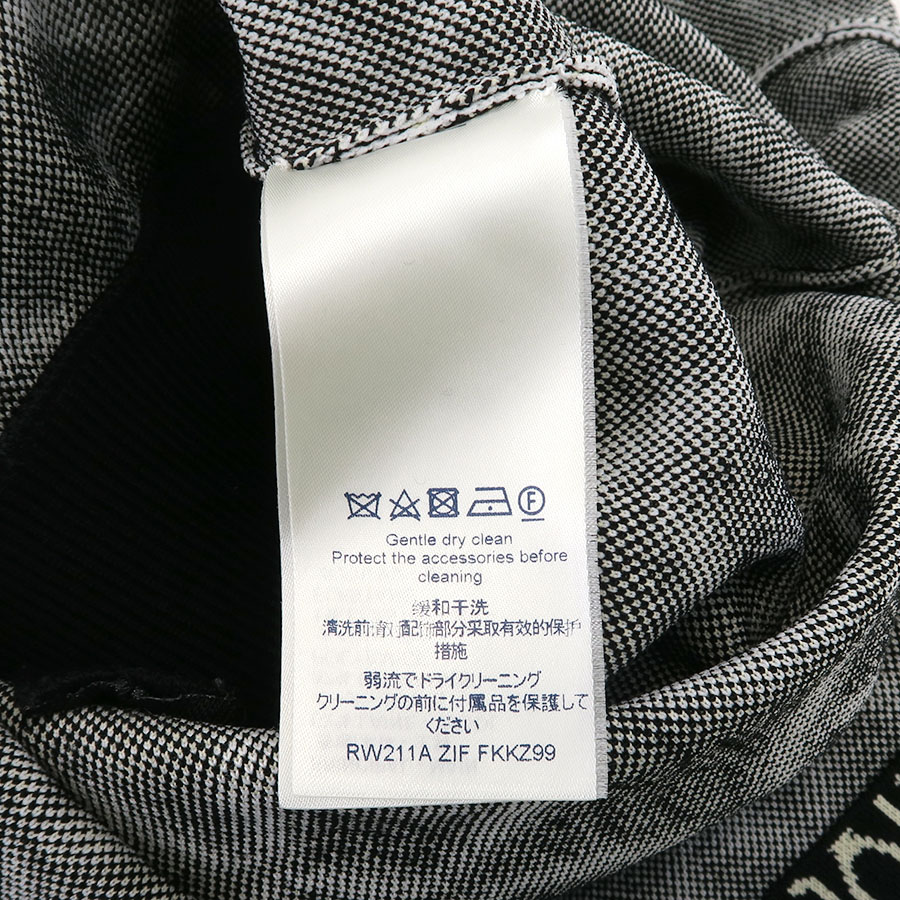 F
Gentle dry clean
Protect the accessories before
cleaning
缓和干洗
清洗前请取配饰部分采取有效的保护
措施
弱流でドライクリーニング
クリーニングの前に付属品を保護して
ください
RW211A ZIF FKKZ99